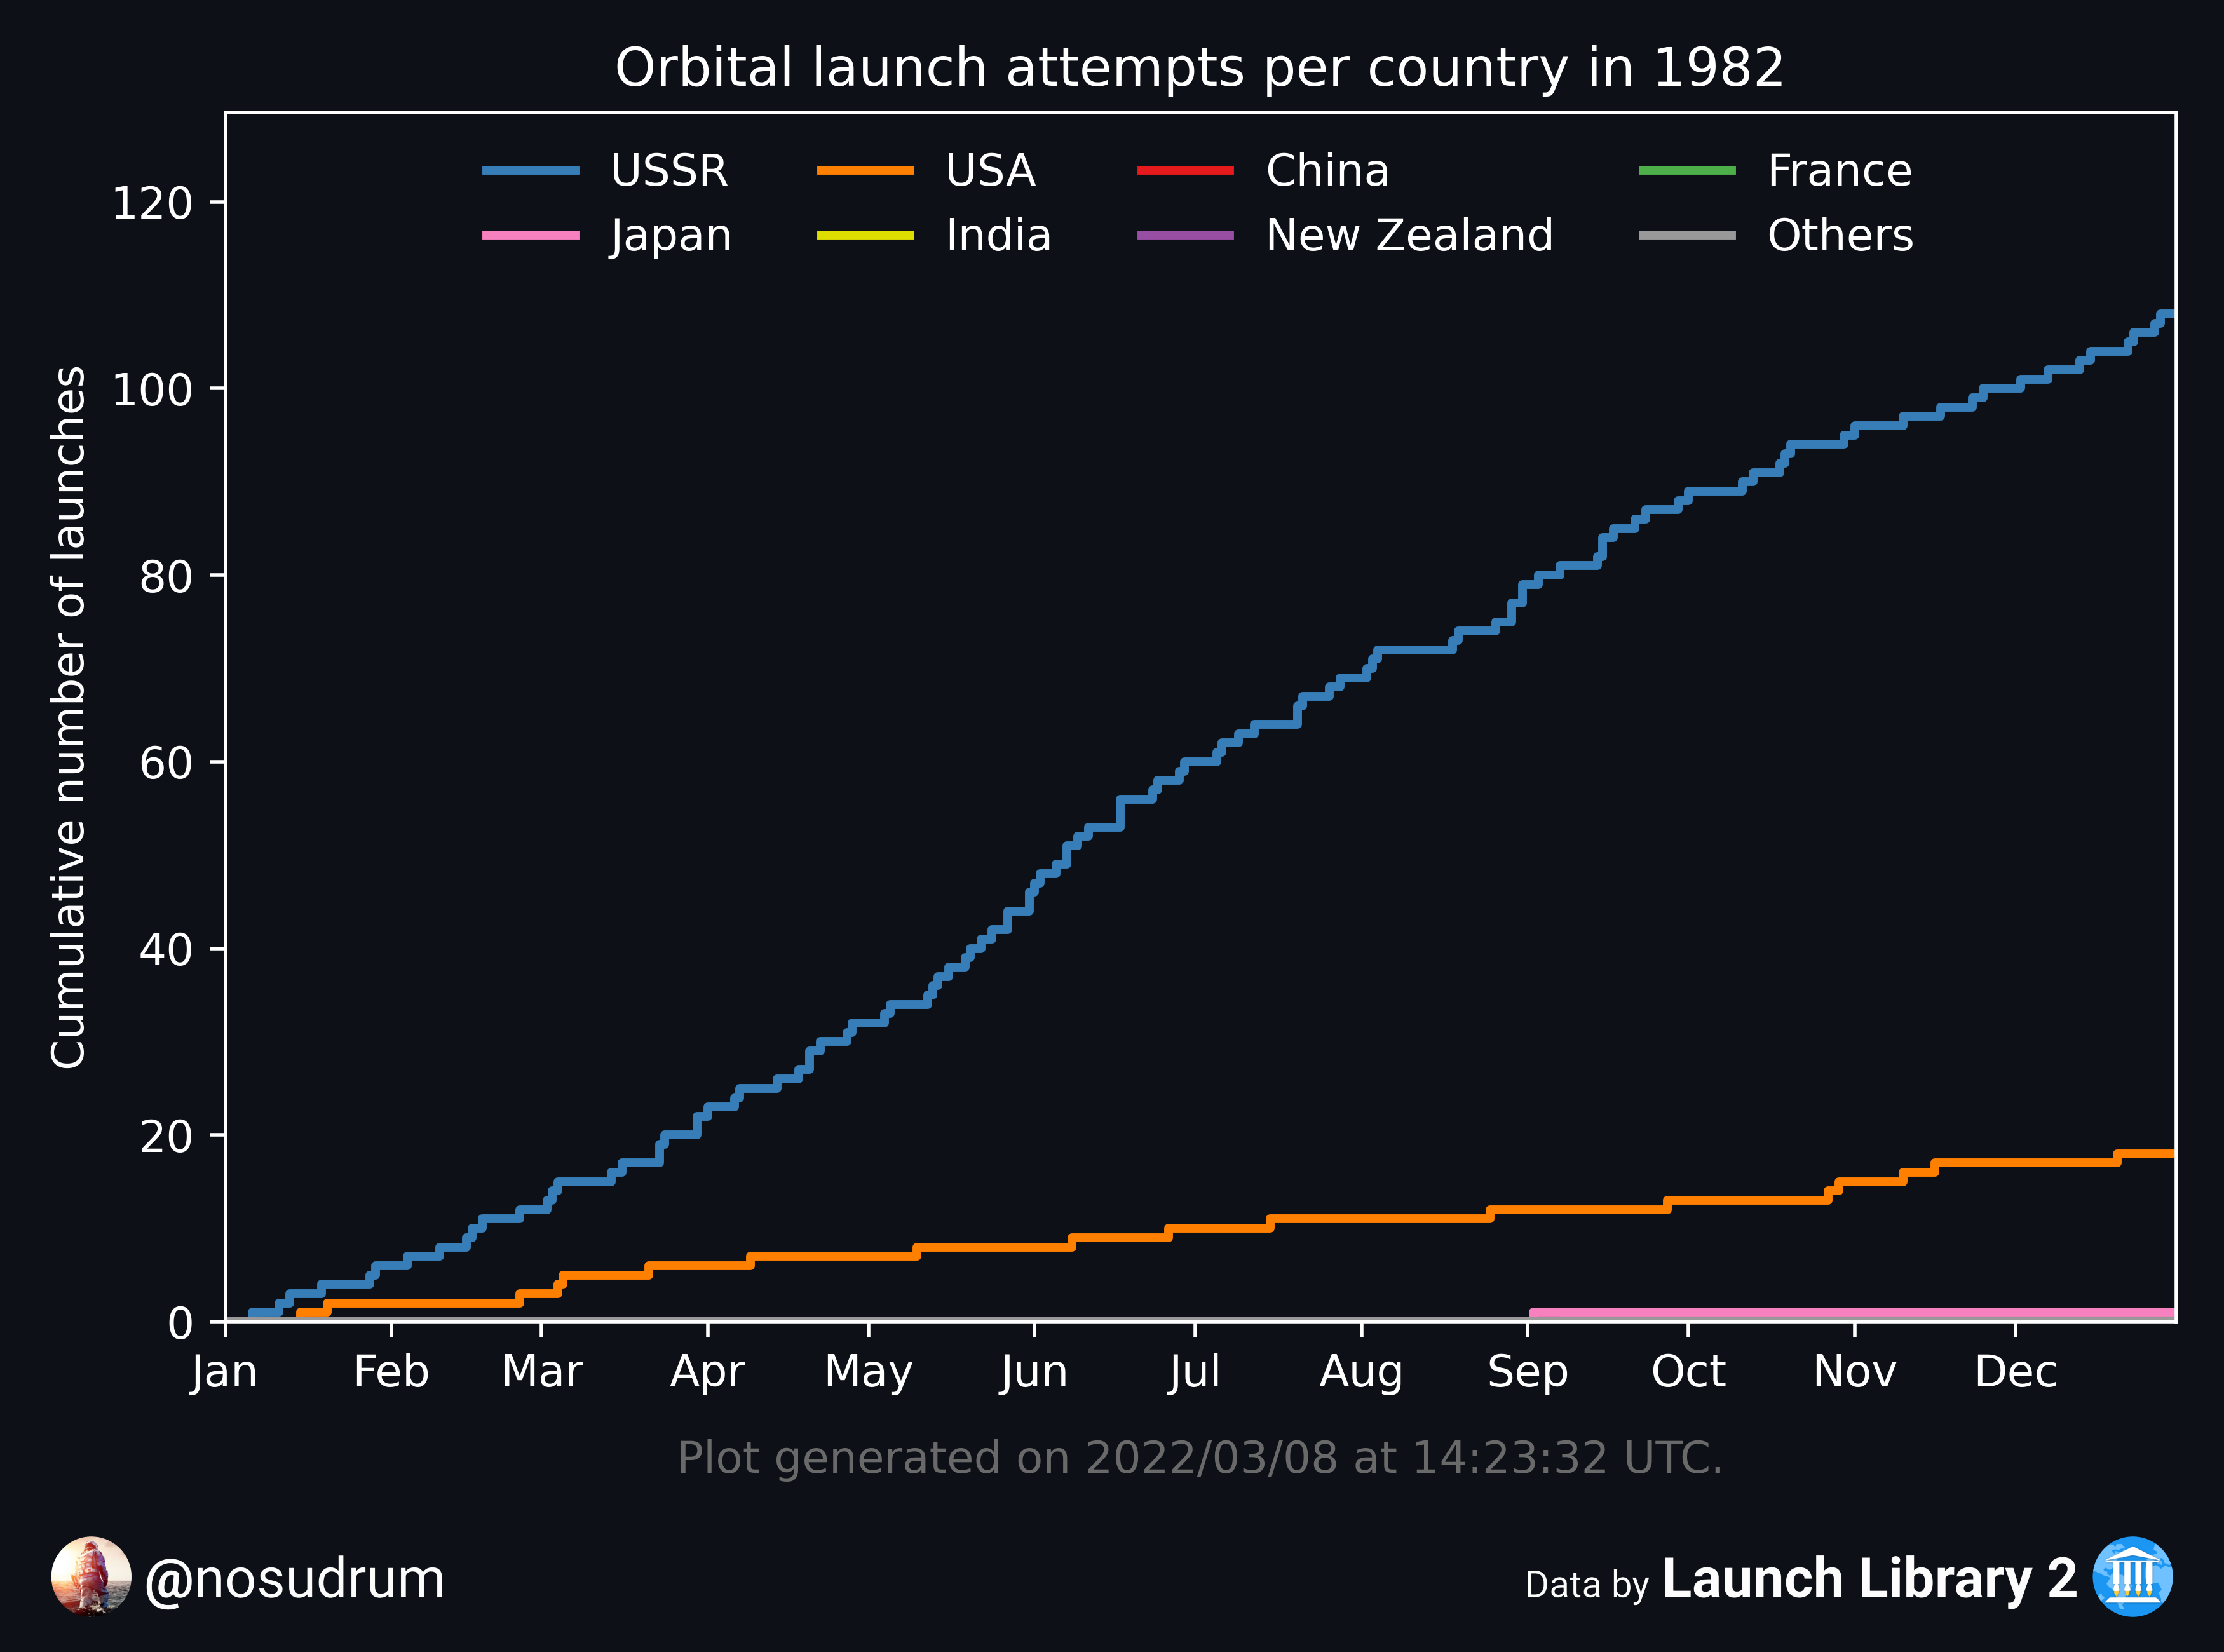 Orbital launch attempts per country in 1982
USSR USA China France
Japan India New Zealand Others
Cumulative number of launches
120
100
80
60
40
20
0
Jan Feb Mar Apr May Jun Jul Aug Sep Oct Nov Dec
Plot generated on 2022/03/08 at 14:23:32 UTC.
@nosudrum
Data by Launch Library 2